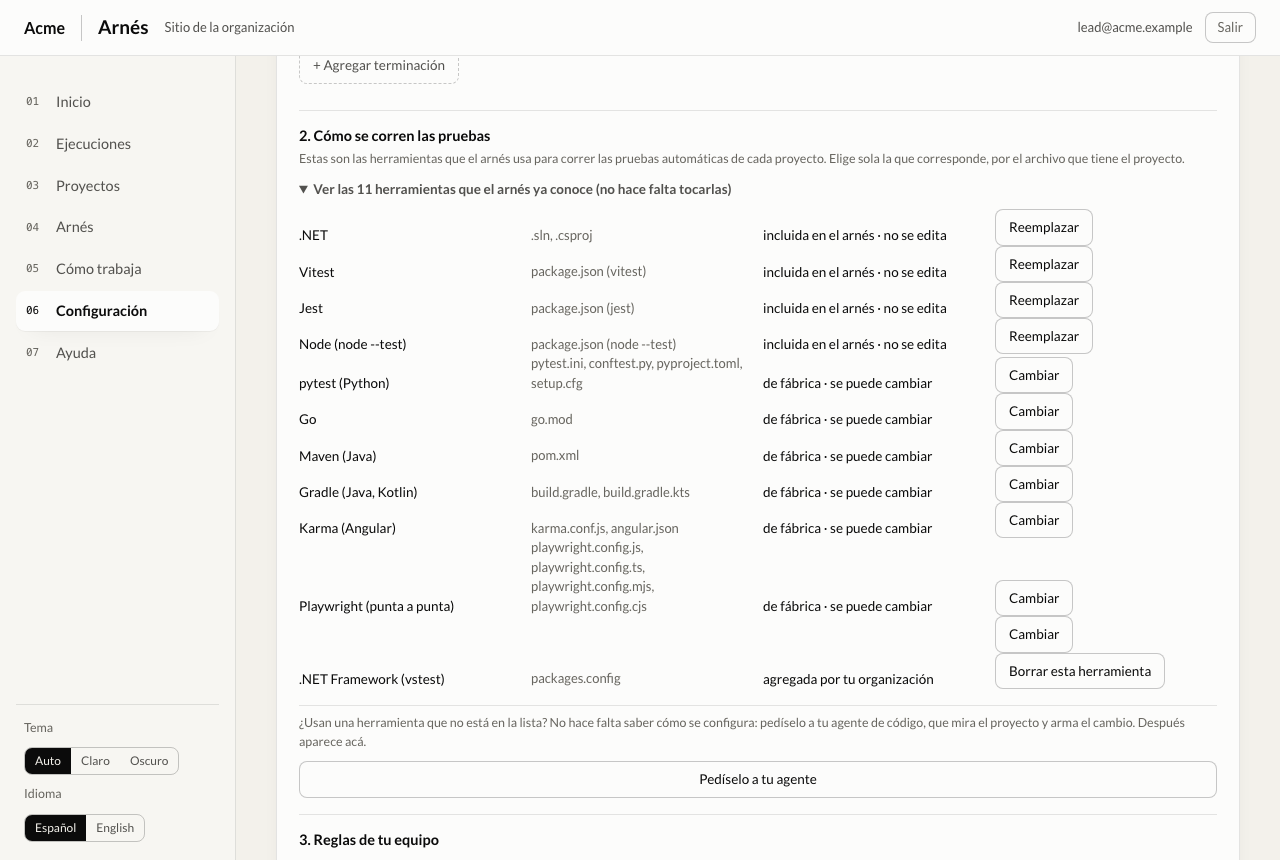 Acme
Arnés
Sitio de la organización
lead@acme.example
Salir
01 Inicio
02 Ejecuciones
03 Proyectos
04 Arnés
05 Cómo trabaja
06 Configuración
07 Ayuda
Tema
Auto Claro Oscuro
Idioma
Español English
+ Agregar terminación
2. Cómo se corren las pruebas
Estas son las herramientas que el arnés usa para correr las pruebas automáticas de cada proyecto. Elige sola la que corresponde, por el archivo que tiene el proyecto.
▼ Ver las 11 herramientas que el arnés ya conoce (no hace falta tocarlas)
.NET .sln, .csproj incluida en el arnés · no se edita Reemplazar
Vitest package.json (vitest) incluida en el arnés · no se edita Reemplazar
Jest package.json (jest) incluida en el arnés · no se edita Reemplazar
Node (node --test) package.json (node --test) incluida en el arnés · no se edita Reemplazar
pytest.ini, conftest.py, pyproject.toml,
pytest (Python) setup.cfg de fábrica · se puede cambiar Cambiar
Go go.mod de fábrica · se puede cambiar Cambiar
Maven (Java) pom.xml de fábrica · se puede cambiar Cambiar
Gradle (Java, Kotlin) build.gradle, build.gradle.kts de fábrica · se puede cambiar Cambiar
Karma (Angular) karma.conf.js, angular.json de fábrica · se puede cambiar Cambiar
playwright.config.js,
playwright.config.ts,
playwright.config.mjs,
Playwright (punta a punta) playwright.config.cjs de fábrica · se puede cambiar Cambiar
Cambiar
.NET Framework (vstest) packages.config agregada por tu organización Borrar esta herramienta
¿Usan una herramienta que no está en la lista? No hace falta saber cómo se configura: pedíselo a tu agente de código, que mira el proyecto y arma el cambio. Después
aparece acá.
Pedíselo a tu agente
3. Reglas de tu equipo